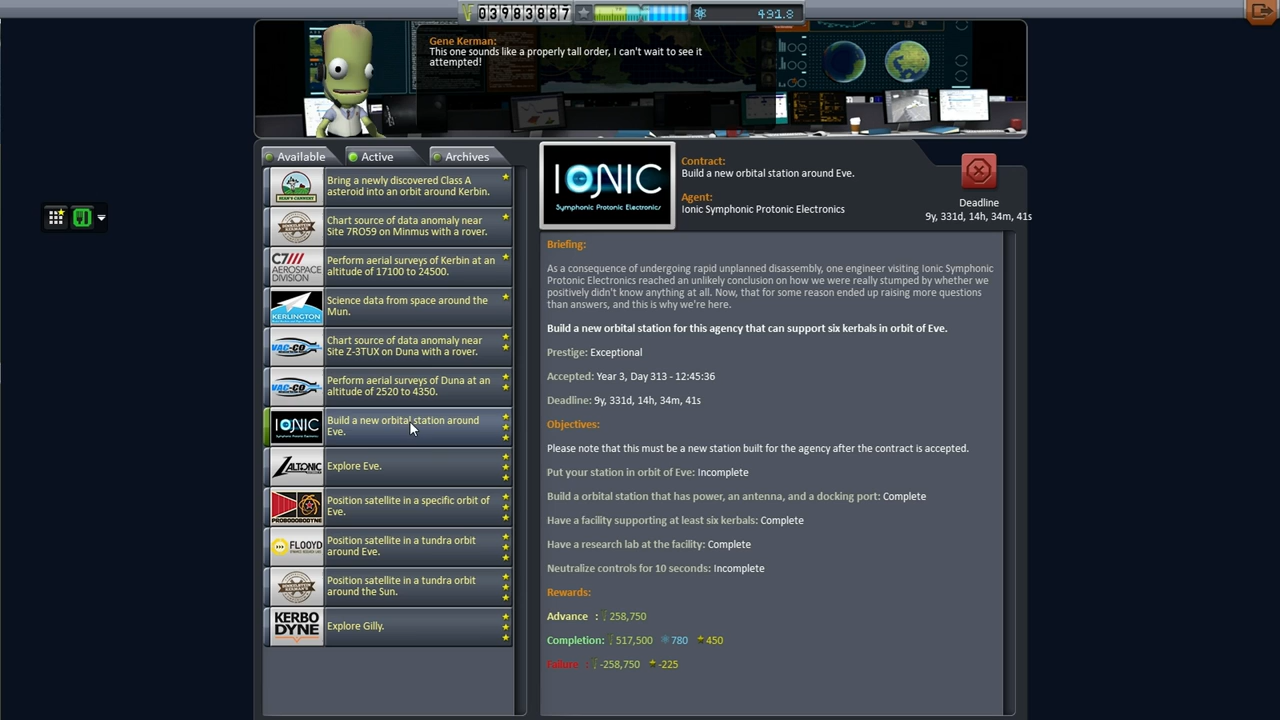 03983887
491.8
Gene Kerman:
This one sounds like a properly tall order, I can't wait to see it
attempted!
Available
Active
Archives
Bring a newly discovered Class A
asteroid into an orbit around Kerbin.
Chart source of data anomaly near
Site 7RO59 on Minmus with a rover.
C7///
AEROSPACE
DIVISION
Perform aerial surveys of Kerbin at an
altitude of 17100 to 24500.
KERLINGTON
Science data from space around the
Mun.
VAC-CO
Chart source of data anomaly near
Site Z-3TUX on Duna with a rover.
VAC-CO
Perform aerial surveys of Duna at an
altitude of 2520 to 4350.
IONIC
Build a new orbital station around
Eve.
ZALTONIC
Explore Eve.
PROBODOBODYNE
Position satellite in a specific orbit of
Eve.
FLOOYD
Position satellite in a tundra orbit
around Eve.
Position satellite in a tundra orbit
around the Sun.
KERBO
DYNE
Explore Gilly.
IONIC
Symphonic Protonic Electronics
Contract:
Build a new orbital station around Eve.
Agent:
Ionic Symphonic Protonic Electronics
Deadline
9y, 331d, 14h, 34m, 41s
Briefing:
As a consequence of undergoing rapid unplanned disassembly, one engineer visiting Ionic Symphonic
Protonic Electronics reached an unlikely conclusion on how we were really stumped by whether we
positively didn't know anything at all. Now, that for some reason ended up raising more questions
than answers, and this is why we're here.
Build a new orbital station for this agency that can support six kerbals in orbit of Eve.
Prestige: Exceptional
Accepted: Year 3, Day 313 - 12:45:36
Deadline: 9y, 331d, 14h, 34m, 41s
Objectives:
Please note that this must be a new station built for the agency after the contract is accepted.
Put your station in orbit of Eve: Incomplete
Build a orbital station that has power, an antenna, and a docking port: Complete
Have a facility supporting at least six kerbals: Complete
Have a research lab at the facility: Complete
Neutralize controls for 10 seconds: Incomplete
Rewards:
Advance : 258,750
Completion: 517,500 780 450
Failure : -258,750 -225